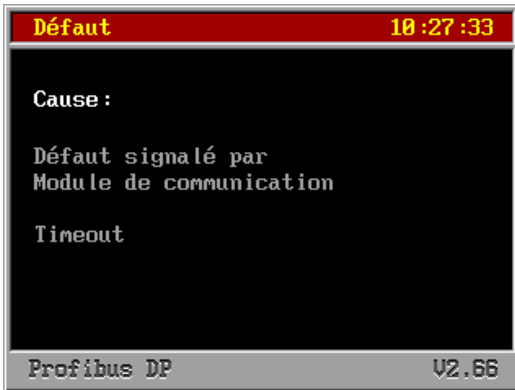 Défaut 10:27:33
Cause:
Défaut signalé par
Module de communication
Timeout
Profibus DP V2.66